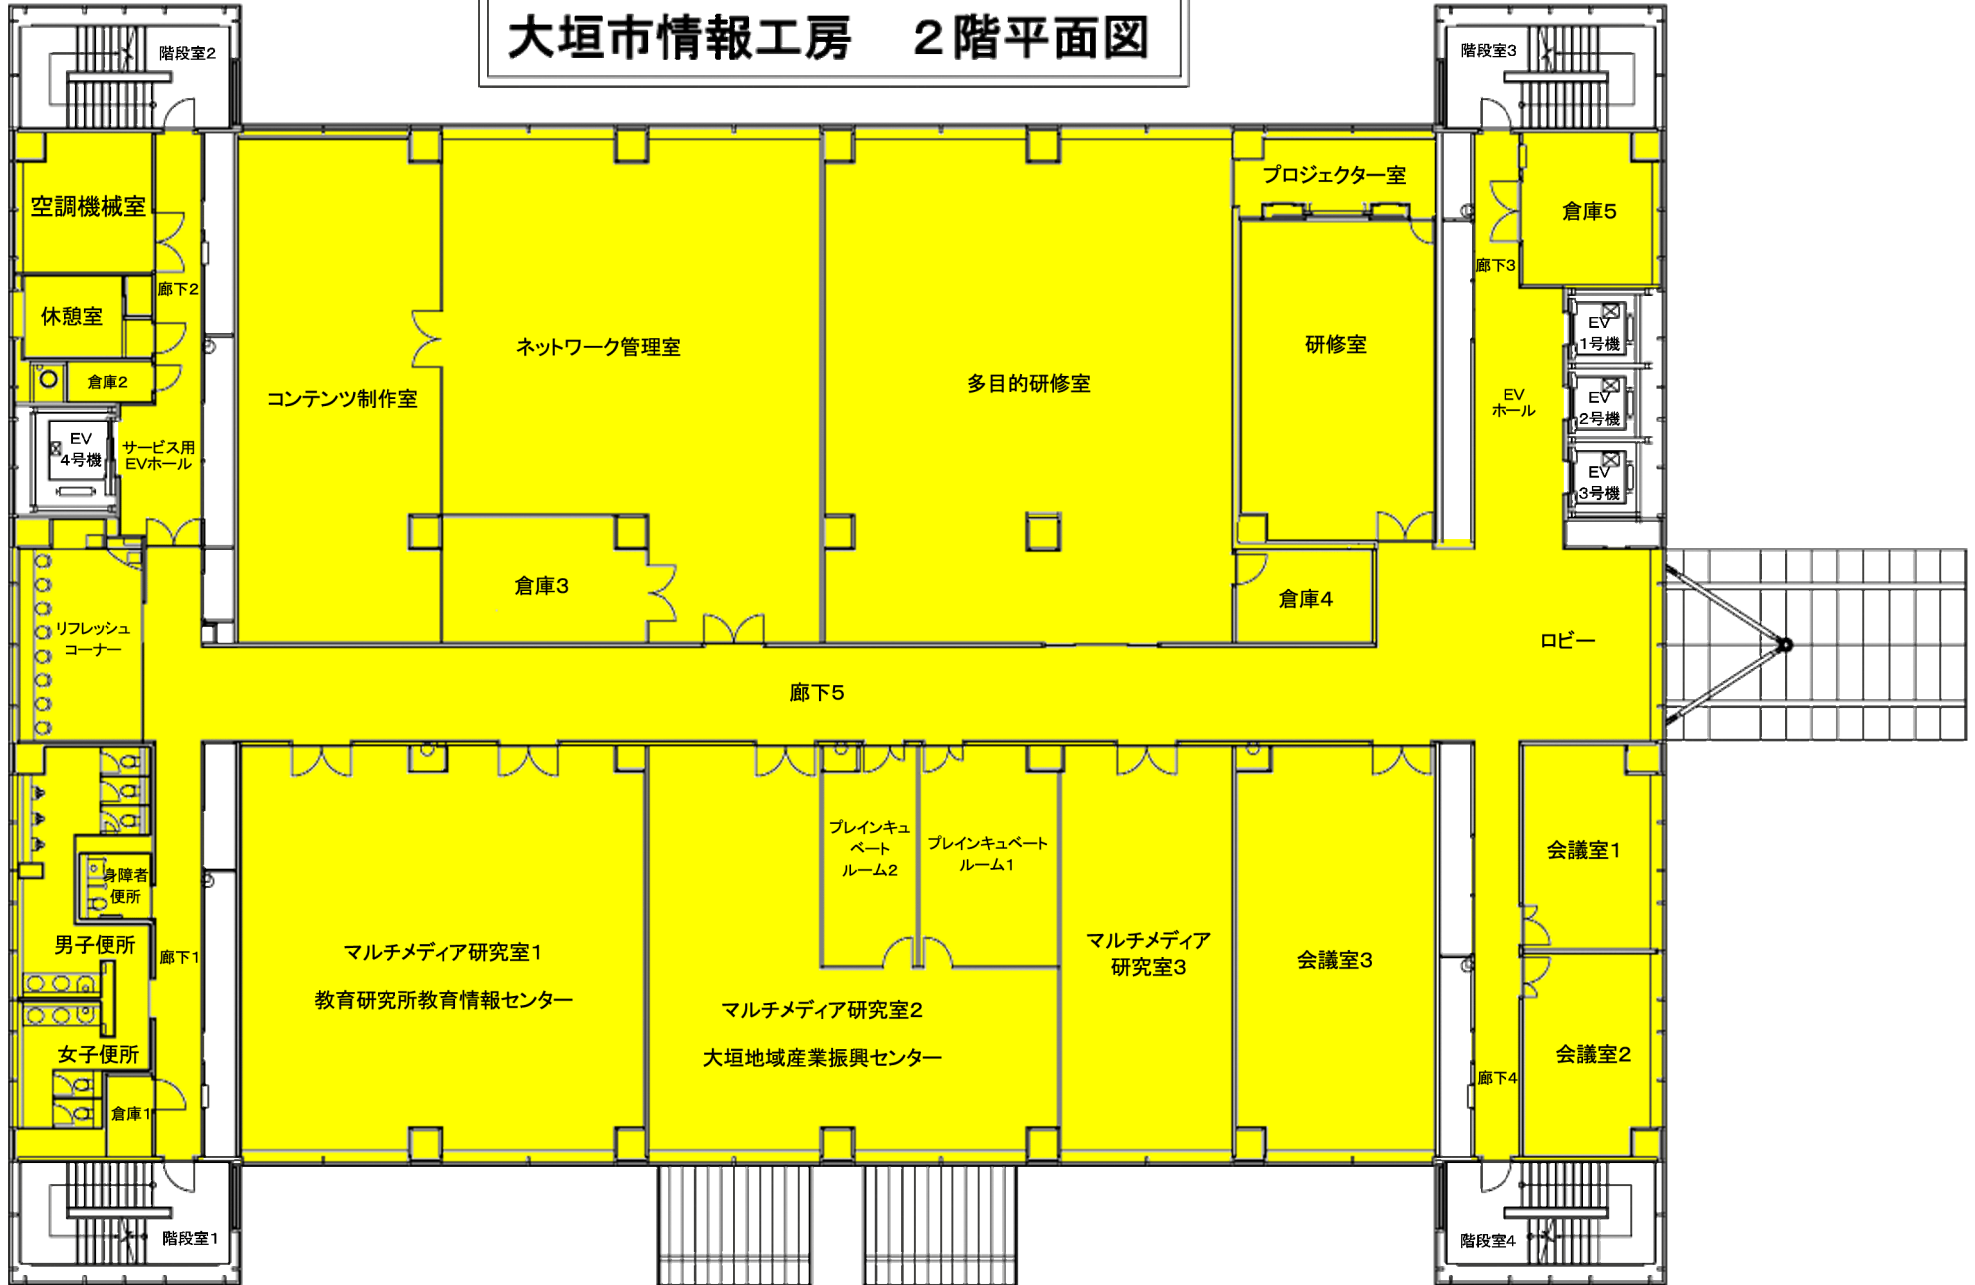 大垣市情報工房　２階平面図
階段室2
階段室3
空調機械室
廊下2
休憩室
倉庫2
EV
4号機
サービス用
EVホール
コンテンツ制作室
ネットワーク管理室
倉庫3
多目的研修室
プロジェクター室
研修室
倉庫4
倉庫5
廊下3
EV
ホール
EV
1号機
EV
2号機
EV
3号機
リフレッシュ
コーナー
廊下5
ロビー
身障者
便所
男子便所
女子便所
倉庫1
廊下1
マルチメディア研究室1
教育研究所教育情報センター
マルチメディア研究室2
大垣地域産業振興センター
プレインキュ
ベート
ルーム2
プレインキュベート
ルーム1
マルチメディア
研究室3
会議室3
会議室1
会議室2
廊下4
階段室1
階段室4